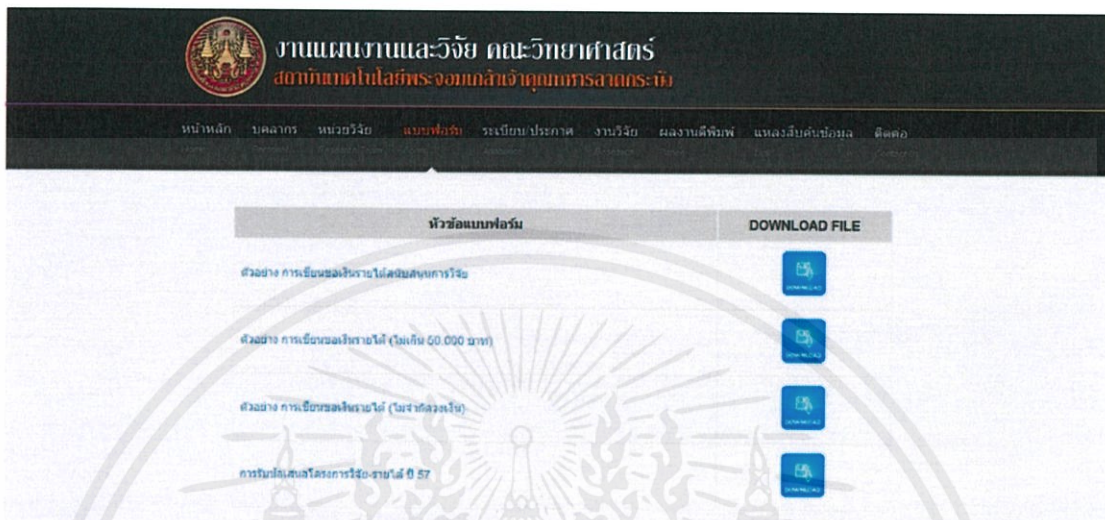 งานแผนงานและวิจัย คณะวิทยาศาสตร์
สถาบันเทคโนโลยีพระจอมเกล้าเจ้าคุณทหารลาดกระบัง
หน้าหลัก บุคลากร หน่วยวิจัย แบบฟอร์ม ระเบียบ/ประกาศ งานวิจัย ผลงานตีพิมพ์ แหล่งสืบค้นข้อมูล ติดต่อ
หัวข้อแบบฟอร์ม DOWNLOAD FILE
ตัวอย่าง การเขียนขอเงินรายได้สนับสนุนการวิจัย
DOWNLOAD
ตัวอย่าง การเขียนขอเงินรายได้ (ไม่เกิน 50,000 บาท)
DOWNLOAD
ตัวอย่าง การเขียนขอเงินรายได้ (ไม่จำกัดวงเงิน)
DOWNLOAD
การรับข้อเสนอโครงการวิจัย-รายได้ ปี 57
DOWNLOAD